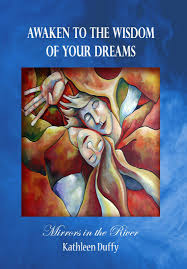 AWAKEN TO THE WISDOM
OF YOUR DREAMS
Mirrors in the River
Kathleen Duffy